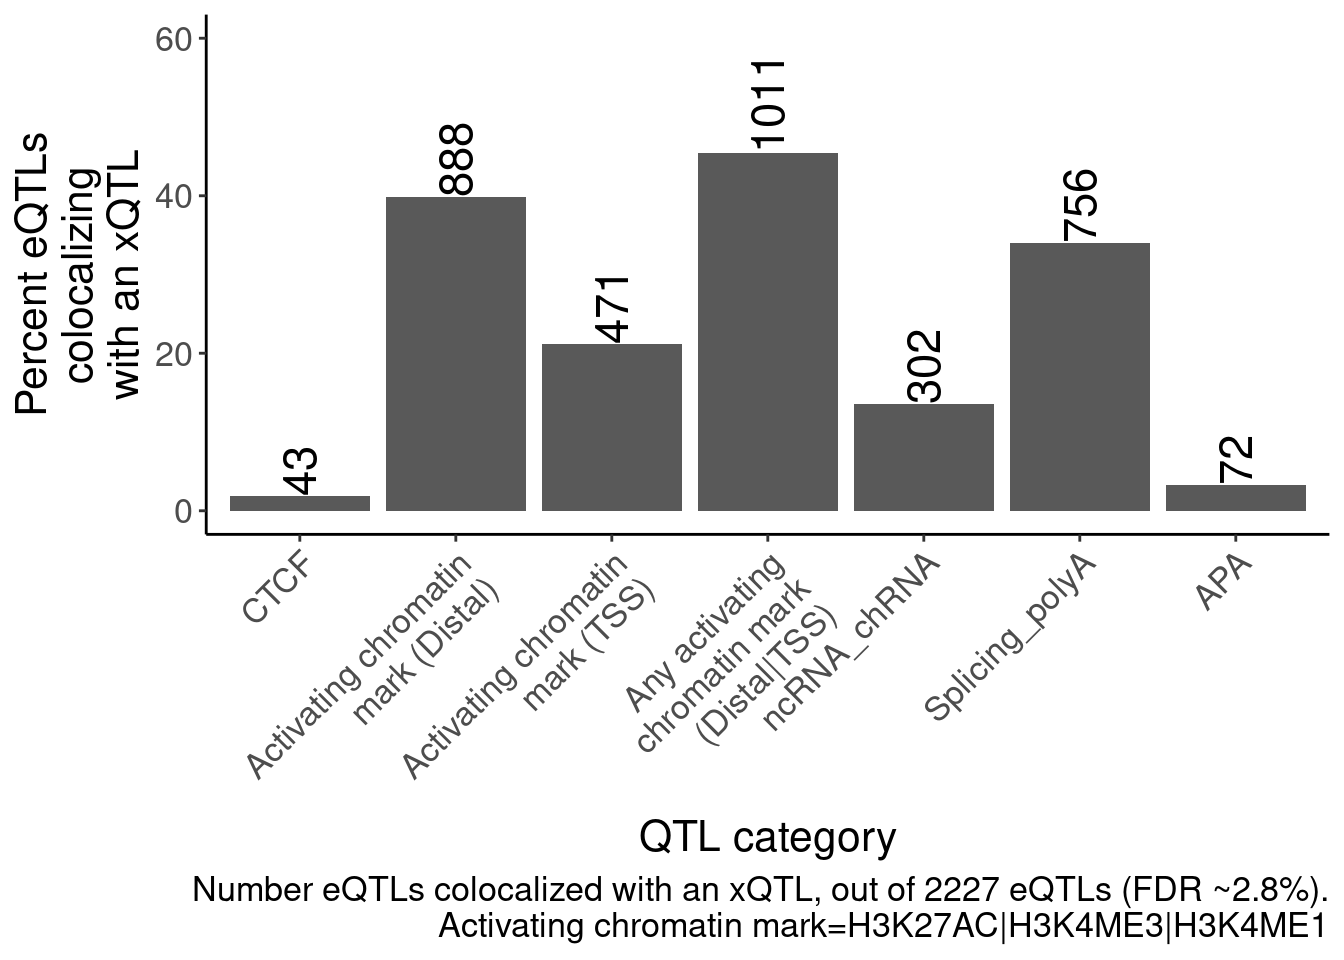 Percent eQTLs
colocalizing
with an xQTL
60
40
20
0
43
888
471
1011
302
756
72
CTCF
Activating chromatin
mark (Distal)
Activating chromatin
mark (TSS)
Any activating
chromatin mark
(Distal|TSS)
ncRNA_chRNA
Splicing_polyA
APA
QTL category
Number eQTLs colocalized with an xQTL, out of 2227 eQTLs (FDR ~2.8%).
Activating chromatin mark=H3K27AC|H3K4ME3|H3K4ME1